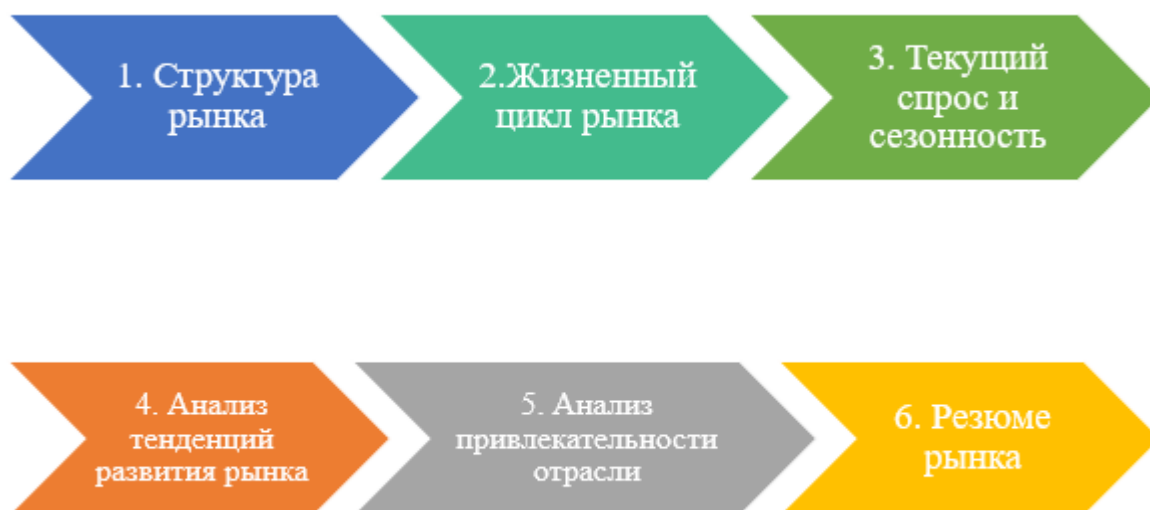 1. Структура
рынка
2.Жизненный
цикл рынка
3. Текущий
спрос и
сезонность
4. Анализ
тенденций
развития рынка
5. Анализ
привлекательности
отрасли
6. Резюме
рынка